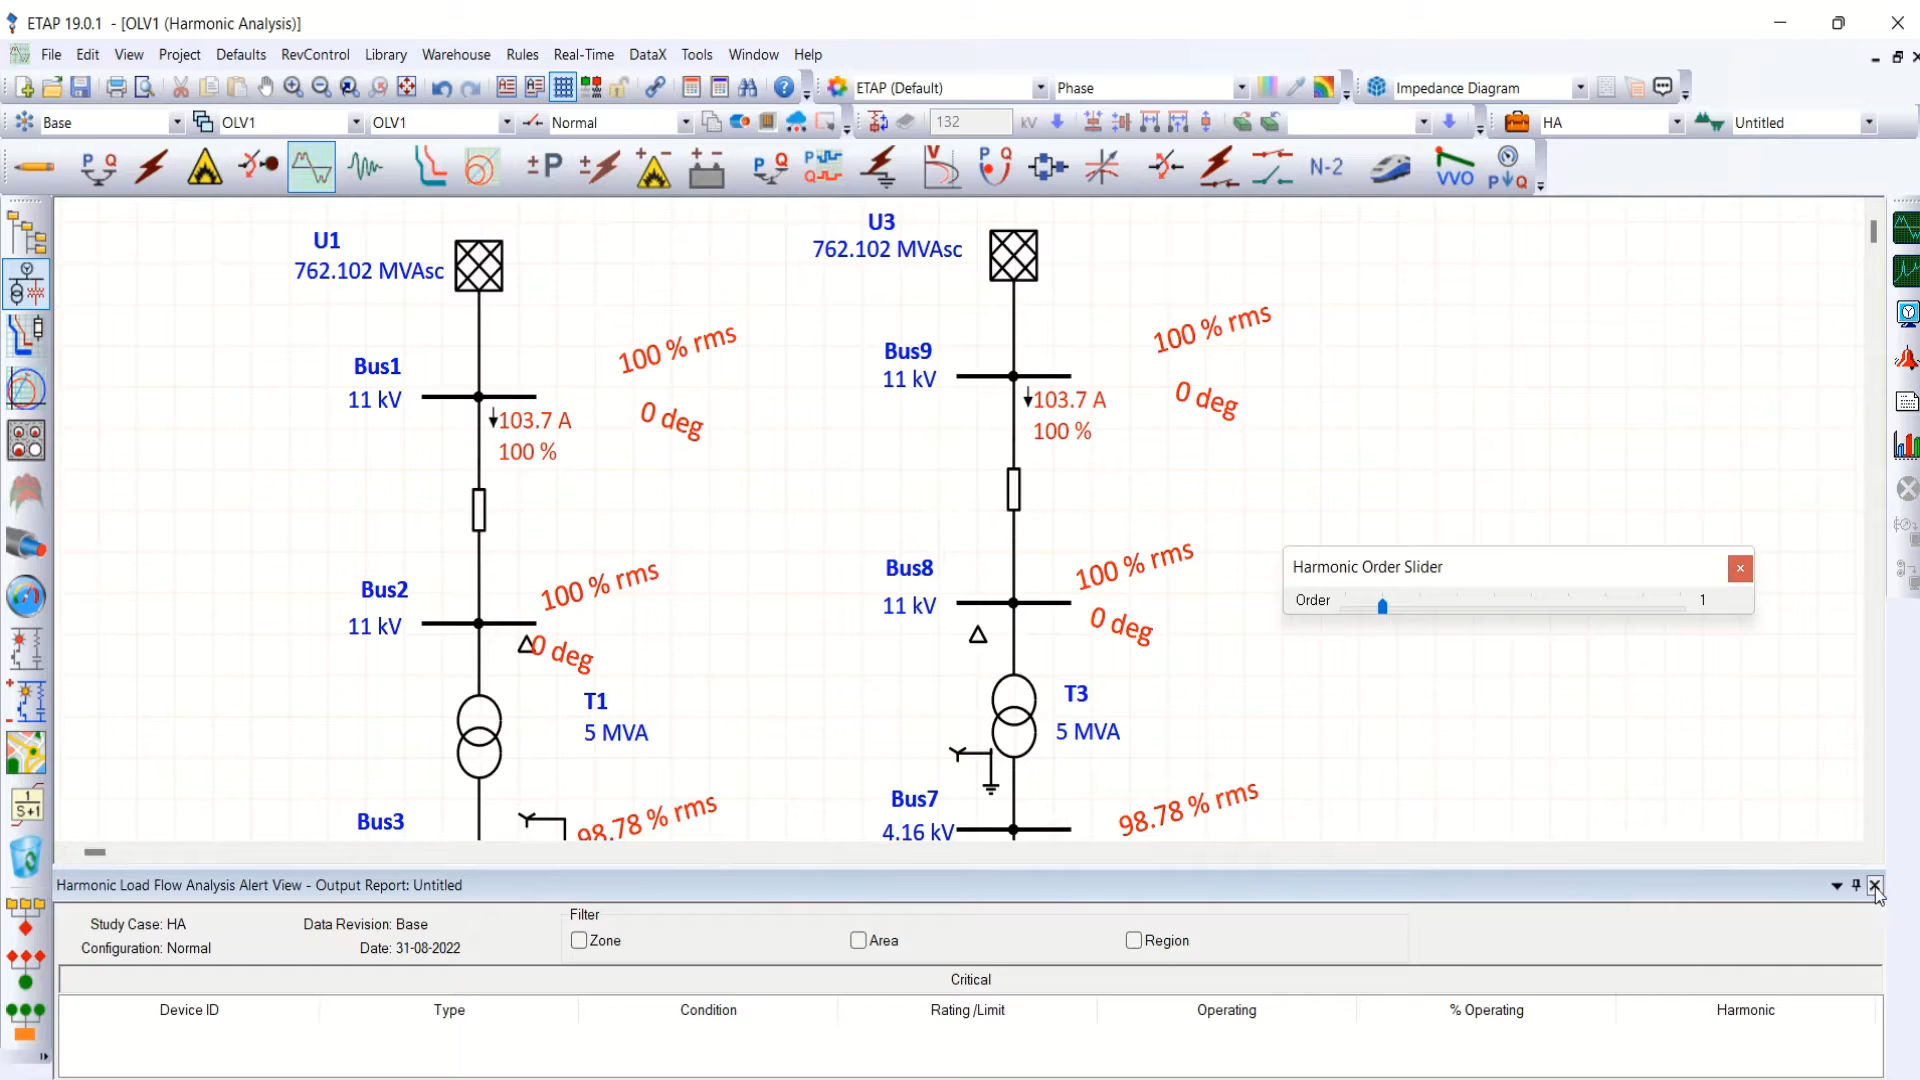 ETAP 19.0.1 - [OLV1 (Harmonic Analysis)]
File Edit View Project Defaults RevControl Library Warehouse Rules Real-Time DataX Tools Window Help
ETAP (Default) Phase Impedance Diagram
Base OLV1 OLV1 Normal 132 kV HA Untitled
P Q ± P P Q V P Q N-2 VVO P Q
U1
762.102 MVAsc
U3
762.102 MVAsc
100 % rms
100 % rms
Bus1
11 kV
Bus9
11 kV
0 deg
0 deg
103.7 A
100 %
103.7 A
100 %
Bus2
11 kV
100 % rms
0 deg
Bus8
11 kV
100 % rms
0 deg
Harmonic Order Slider
Order 1
T1
5 MVA
T3
5 MVA
1
S+1
Bus3
98.78 % rms
Bus7
4.16 kV
98.78 % rms
Harmonic Load Flow Analysis Alert View - Output Report: Untitled
Study Case: HA Data Revision: Base Filter
Configuration: Normal Date: 31-08-2022 Zone Area Region
Critical
Device ID Type Condition Rating /Limit Operating % Operating Harmonic